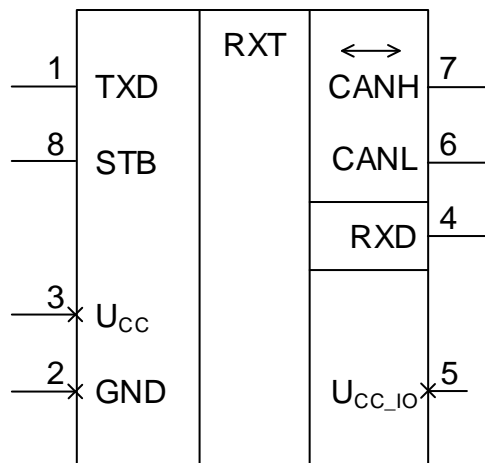 RXT
1 TXD
CANH 7
8 STB
CANL 6
RXD 4
3 UCC
2 GND
UCC_IO 5